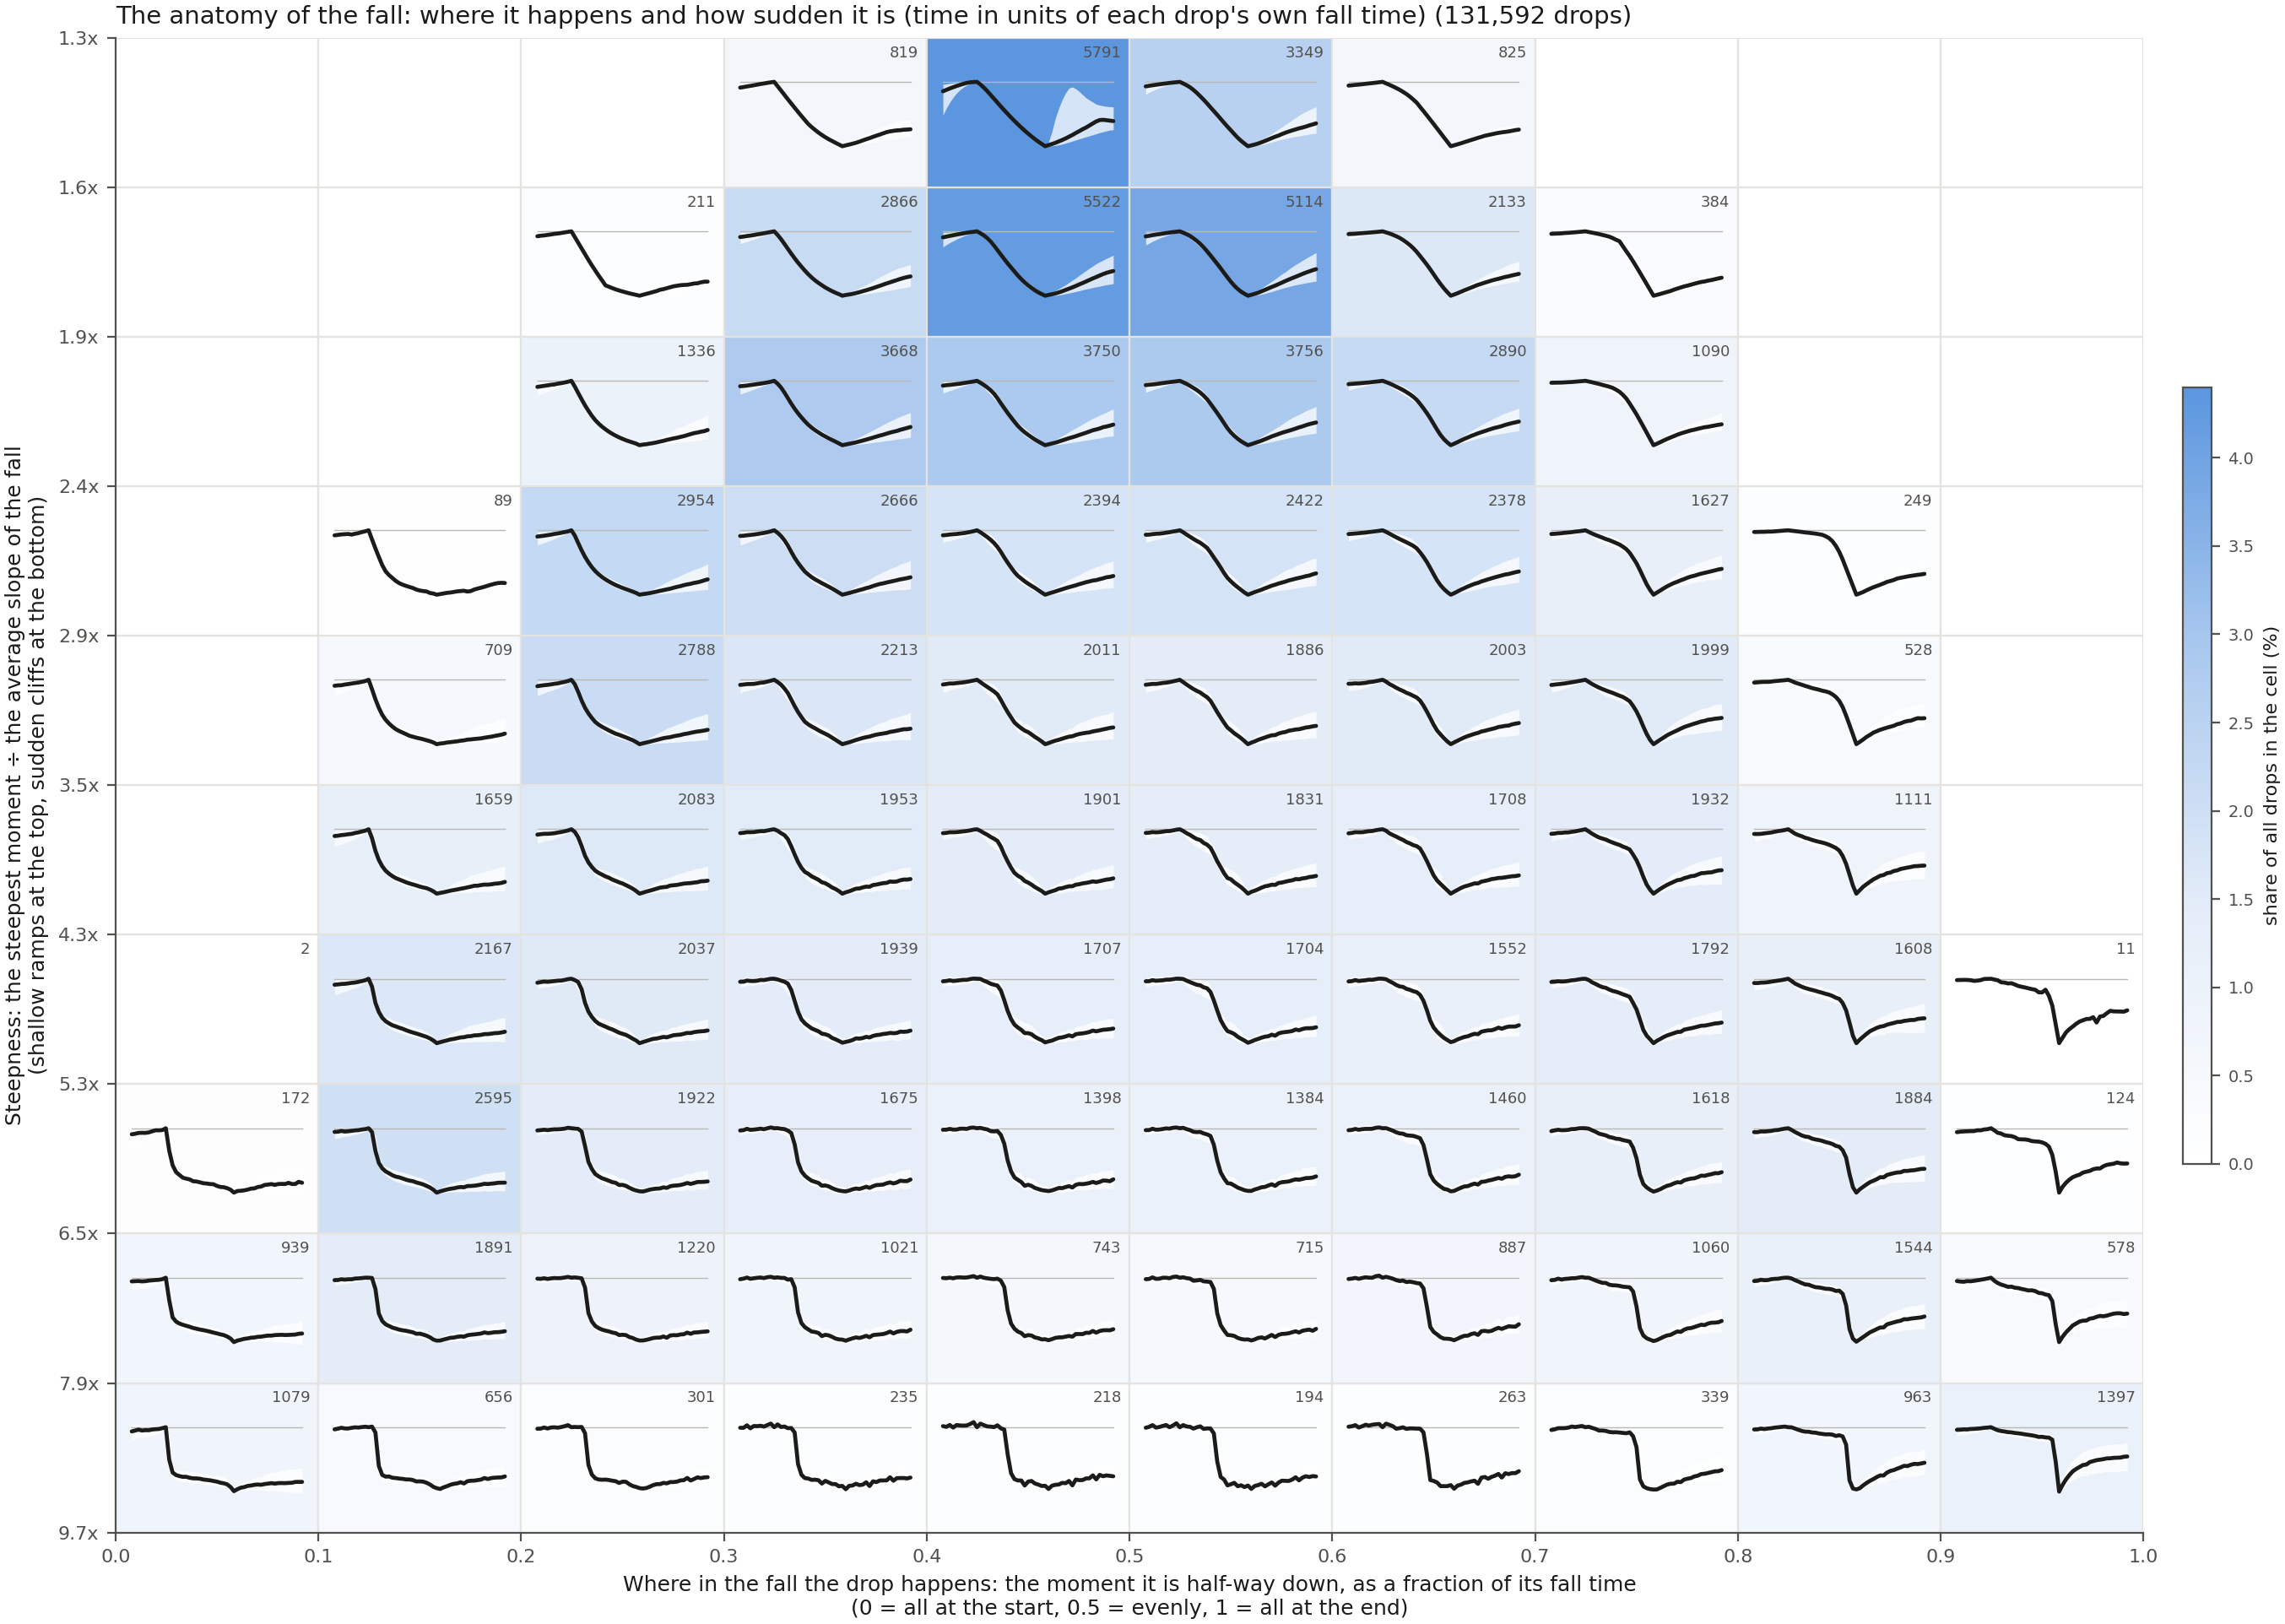 The anatomy of the fall: where it happens and how sudden it is (time in units of each drop's own fall time) (131,592 drops)
1.3x
819 5791 3349 825
1.6x
211 2866 5522 5114 2133 384
1.9x
1336 3668 3750 3756 2890 1090
2.4x
89 2954 2666 2394 2422 2378 1627 249
2.9x
709 2788 2213 2011 1886 2003 1999 528
3.5x
1659 2083 1953 1901 1831 1708 1932 1111
4.3x
2 2167 2037 1939 1707 1704 1552 1792 1608 11
5.3x
172 2595 1922 1675 1398 1384 1460 1618 1884 124
6.5x
939 1891 1220 1021 743 715 887 1060 1544 578
7.9x
1079 656 301 235 218 194 263 339 963 1397
9.7x
0.0 0.1 0.2 0.3 0.4 0.5 0.6 0.7 0.8 0.9 1.0
Where in the fall the drop happens: the moment it is half-way down, as a fraction of its fall time
(0 = all at the start, 0.5 = evenly, 1 = all at the end)
Steepness: the steepest moment ÷ the average slope of the fall
(shallow ramps at the top, sudden cliffs at the bottom)
4.0
3.5
3.0
2.5
2.0
1.5
1.0
0.5
0.0
share of all drops in the cell (%)